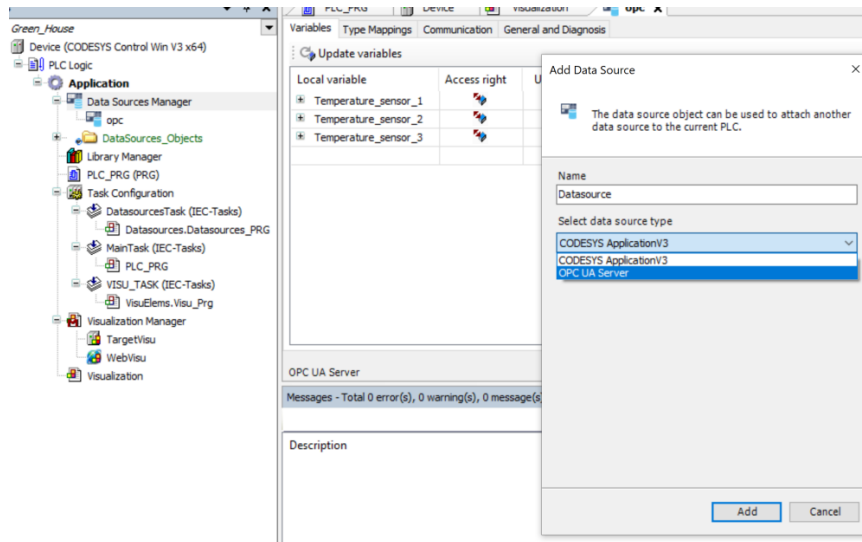 PLC_PRG
Device
Visualization
opc X
Green_House
Device (CODESYS Control Win V3 x64)
PLC Logic
Application
Data Sources Manager
opc
DataSources_Objects
Library Manager
PLC_PRG (PRG)
Task Configuration
DatasourcesTask (IEC-Tasks)
Datasources.Datasources_PRG
MainTask (IEC-Tasks)
PLC_PRG
VISU_TASK (IEC-Tasks)
VisuElems.Visu_Prg
Visualization Manager
TargetVisu
WebVisu
Visualization
Variables Type Mappings Communication General and Diagnosis
Update variables
Local variable Access right U
Temperature_sensor_1
Temperature_sensor_2
Temperature_sensor_3
OPC UA Server
Messages - Total 0 error(s), 0 warning(s), 0 message(s
Description
Add Data Source
The data source object can be used to attach another
data source to the current PLC.
Name
Datasource
Select data source type
CODESYS ApplicationV3
CODESYS ApplicationV3
OPC UA Server
Add Cancel